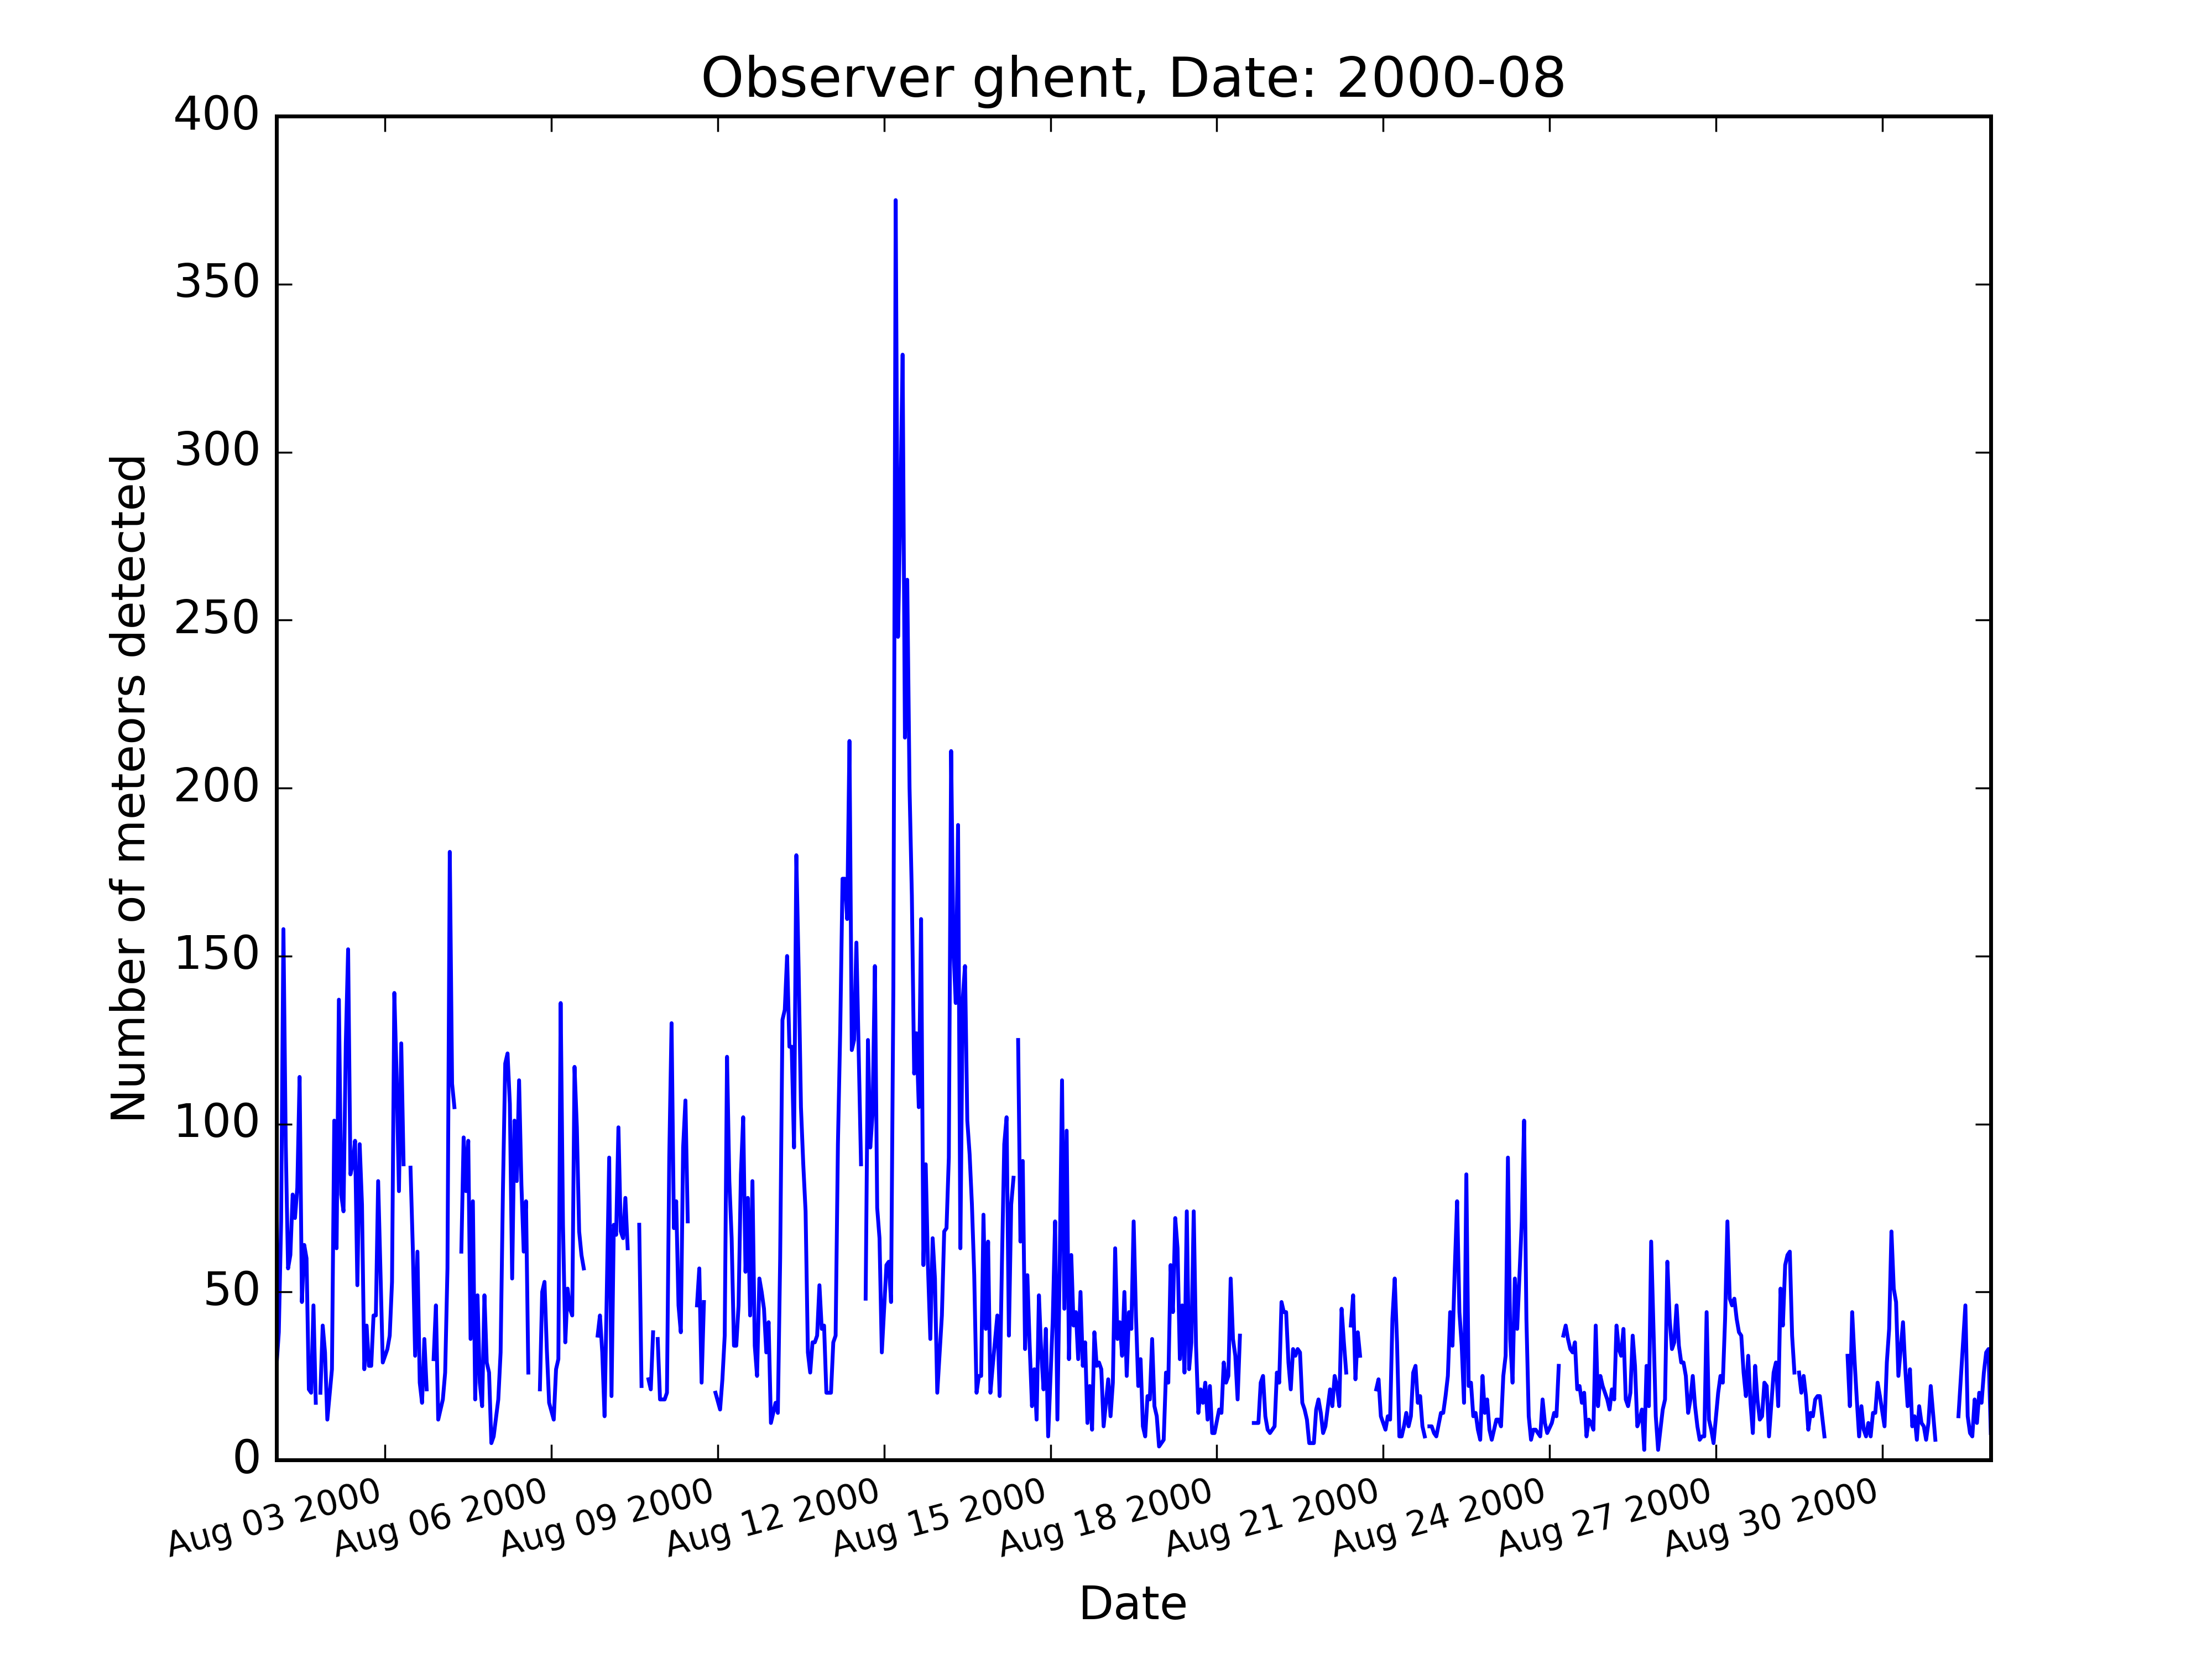 Observer ghent, Date: 2000-08
Number of meteors detected
400
350
300
250
200
150
100
50
0
Aug 03 2000
Aug 06 2000
Aug 09 2000
Aug 12 2000
Aug 15 2000
Aug 18 2000
Aug 21 2000
Aug 24 2000
Aug 27 2000
Aug 30 2000
Date